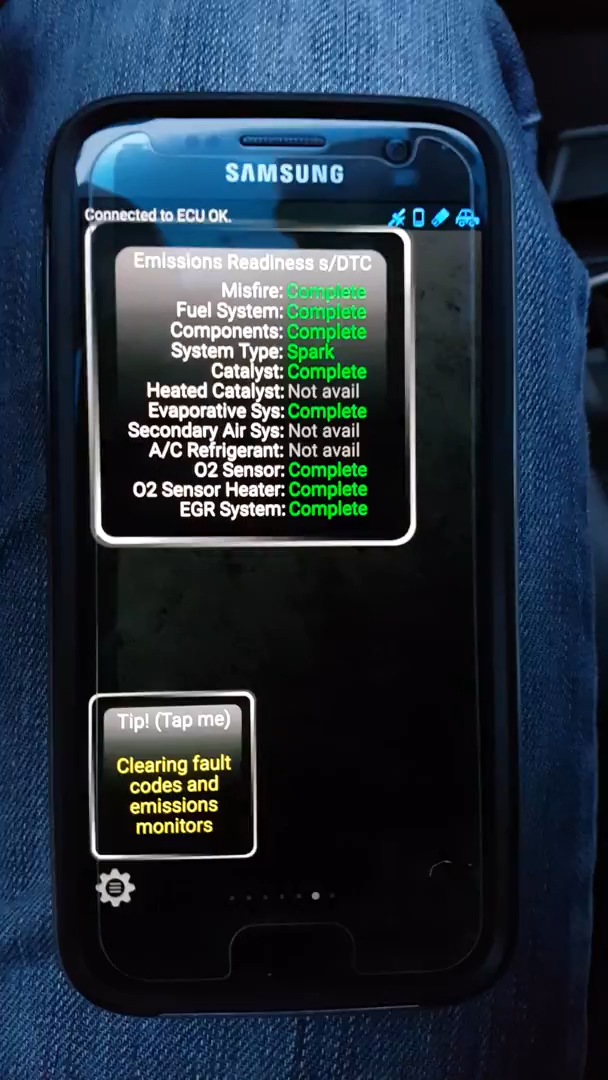 SAMSUNG
Connected to ECU OK.
Emissions Readiness s/DTC
Misfire: Complete
Fuel System: Complete
Components: Complete
System Type: Spark
Catalyst: Complete
Heated Catalyst: Not avail
Evaporative Sys: Complete
Secondary Air Sys: Not avail
A/C Refrigerant: Not avail
O2 Sensor: Complete
O2 Sensor Heater: Complete
EGR System: Complete
Tip! (Tap me)
Clearing fault
codes and
emissions
monitors